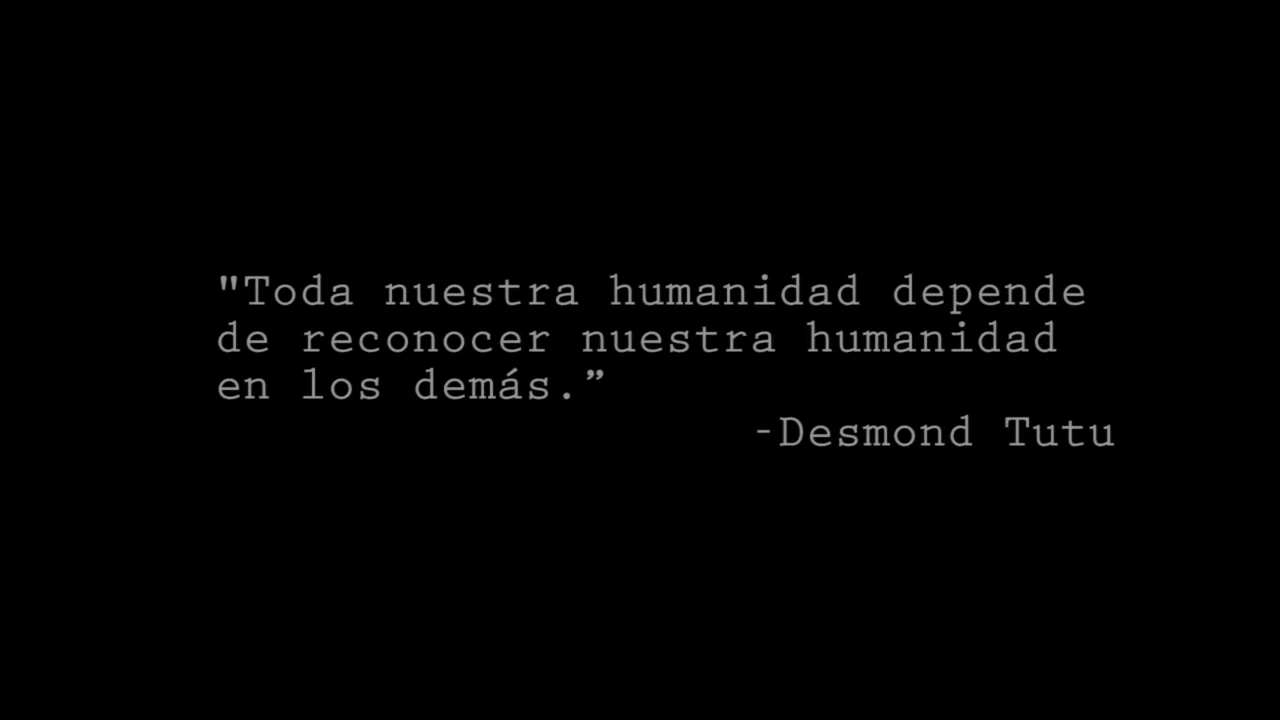 "Toda nuestra humanidad depende
de reconocer nuestra humanidad
en los demás.”
-Desmond Tutu